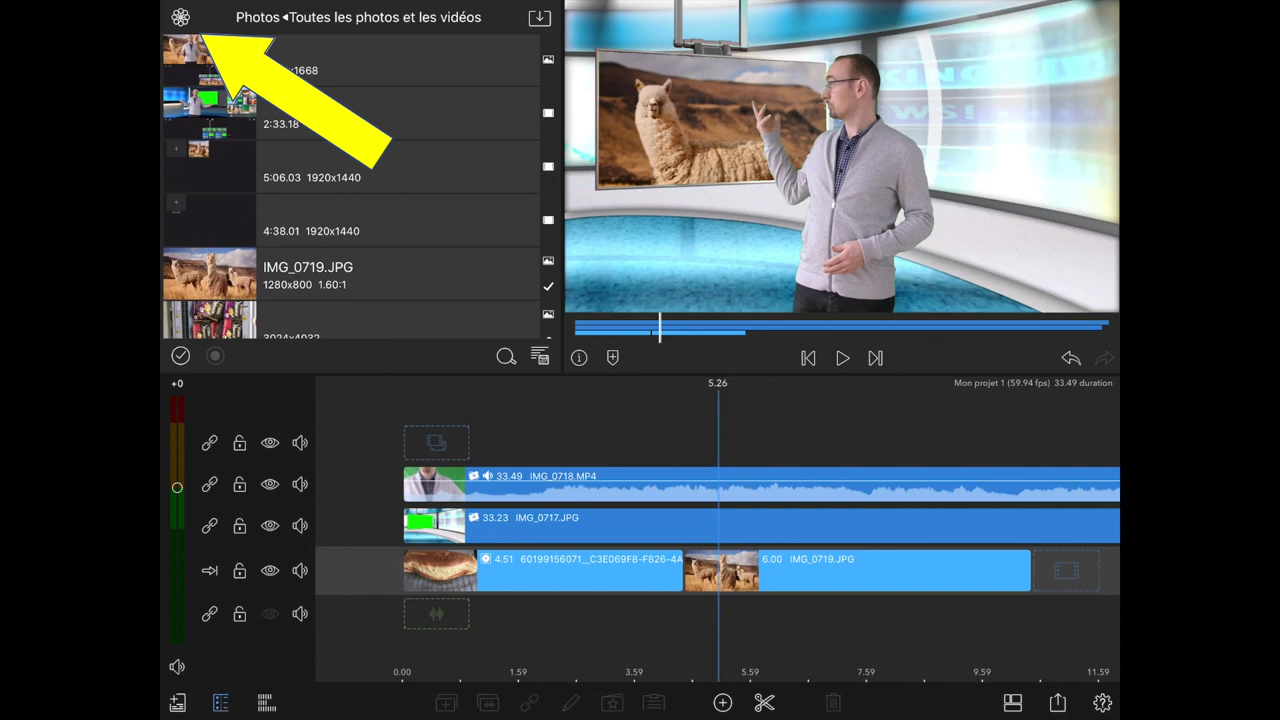 Photos ◂Toutes les photos et les vidéos
:1668
2:33.18
5:06.03 1920x1440
4:38.01 1920x1440
IMG_0719.JPG
1280x800 1.60:1
NEWS!
+0
5.26
Mon projet 1 (59.94 fps) 33.49 duration
33.49 IMG_0718.MP4
33.23 IMG_0717.JPG
4.51 60199156071__C3E069F8-F826-4A
6.00 IMG_0719.JPG
0.00 1.59 3.59 5.59 7.59 9.59 11.59